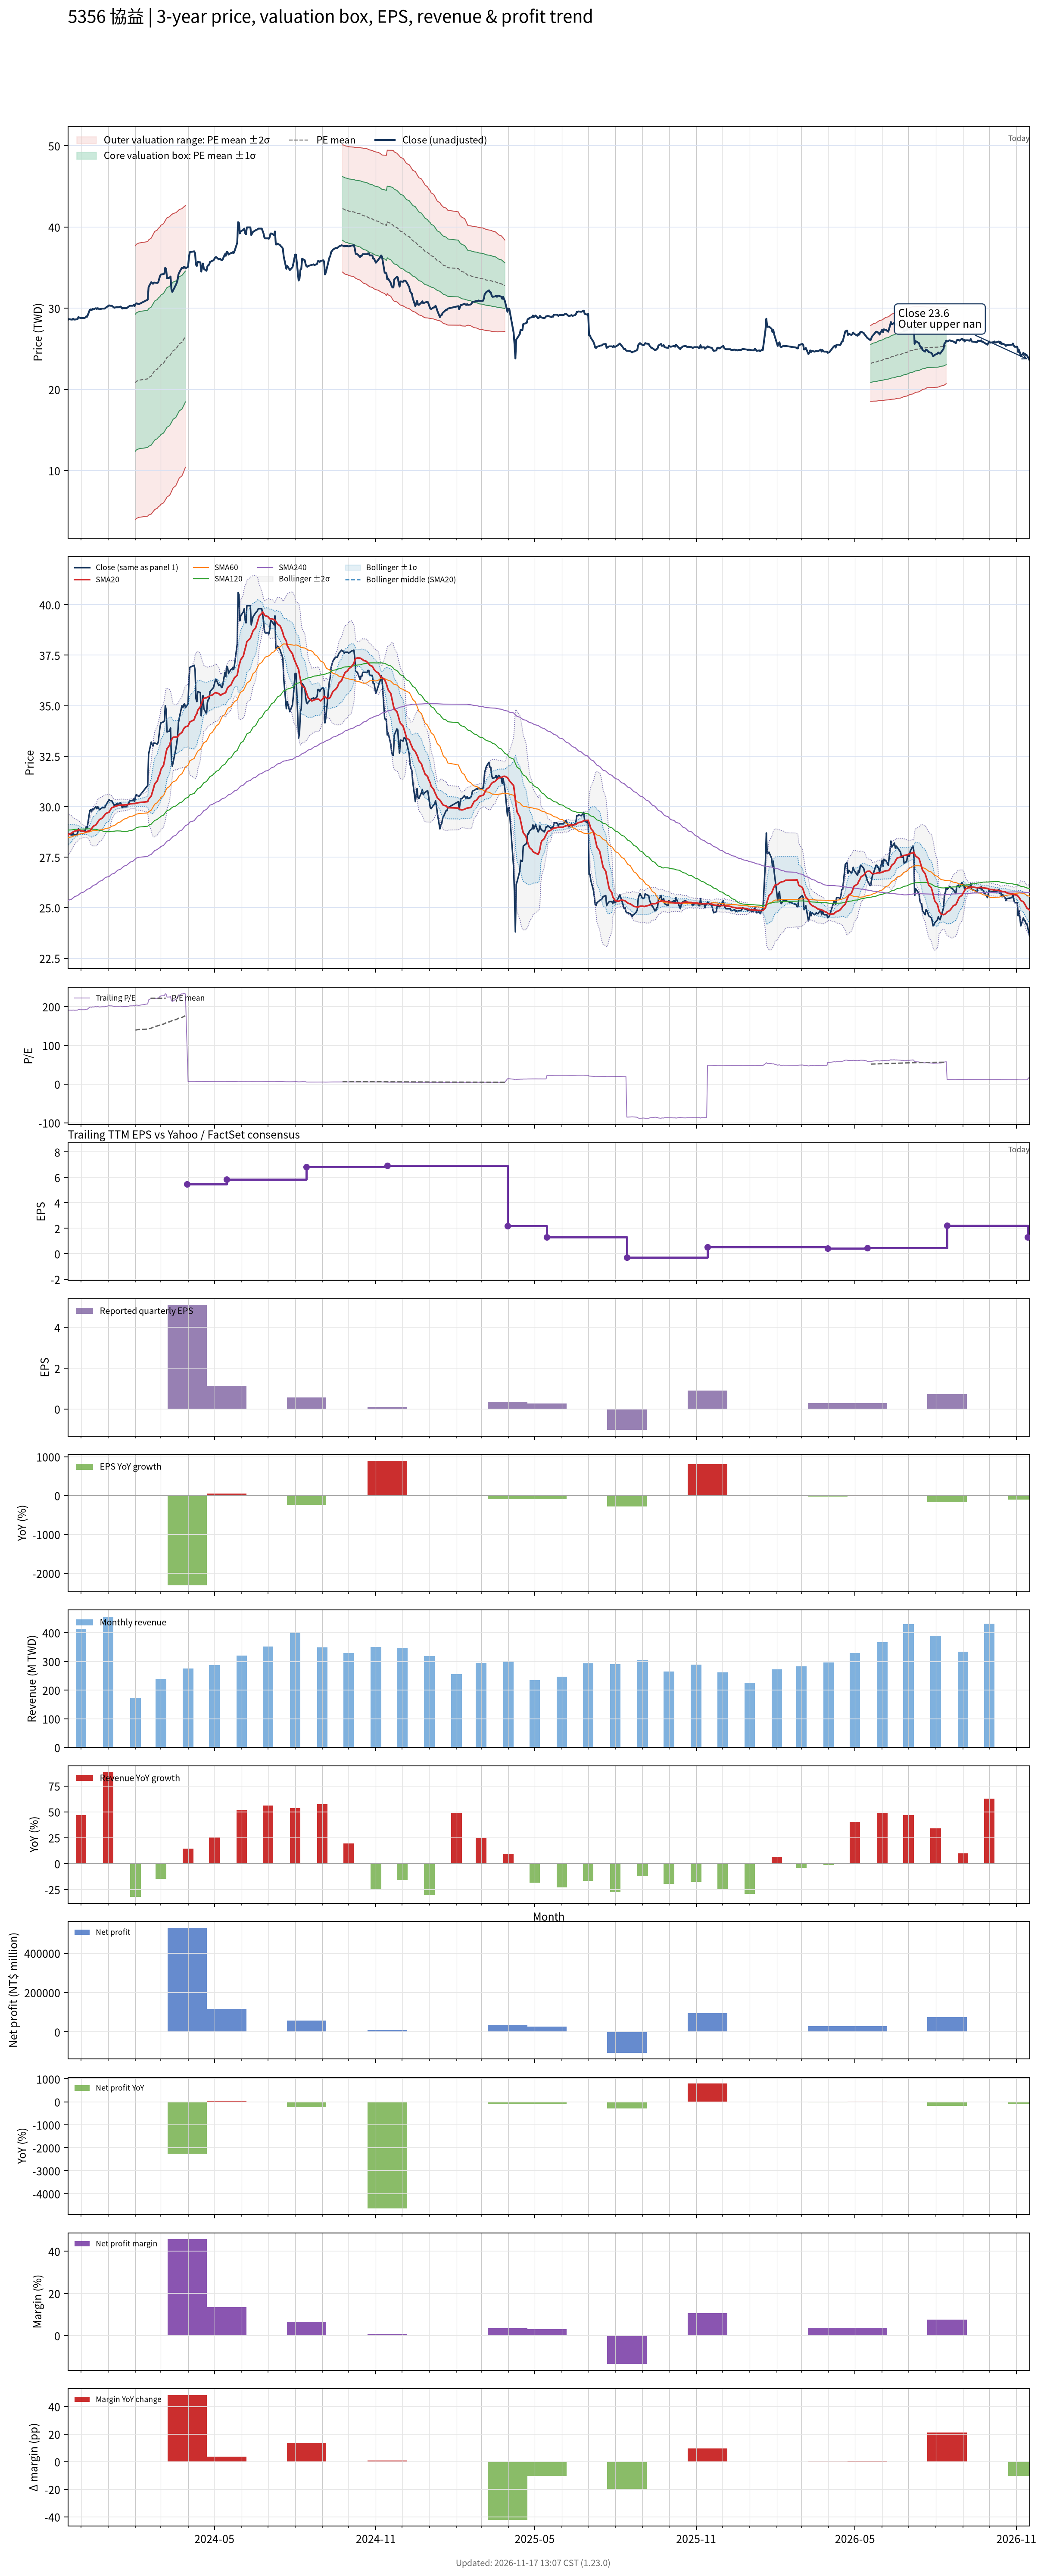 5356 協益 | 3-year price, valuation box, EPS, revenue & profit trend
Outer valuation range: PE mean ±2σ
PE mean
Close (unadjusted)
Core valuation box: PE mean ±1σ
Today
50
40
30
20
10
Price (TWD)
Close 23.6
Outer upper nan
Close (same as panel 1)
SMA20
SMA60
SMA120
SMA240
Bollinger ±2σ
Bollinger ±1σ
Bollinger middle (SMA20)
40.0
37.5
35.0
32.5
30.0
27.5
25.0
22.5
Price
Trailing P/E
P/E mean
200
100
0
-100
P/E
Trailing TTM EPS vs Yahoo / FactSet consensus
Today
8
6
4
2
0
-2
EPS
Reported quarterly EPS
4
2
0
EPS
EPS YoY growth
1000
0
-1000
-2000
YoY (%)
Monthly revenue
400
300
200
100
0
Revenue (M TWD)
Revenue YoY growth
75
50
25
0
-25
YoY (%)
Month
Net profit
400000
200000
0
Net profit (NT$ million)
Net profit YoY
1000
0
-1000
-2000
-3000
-4000
YoY (%)
Net profit margin
40
20
0
Margin (%)
Margin YoY change
40
20
0
-20
-40
Δ margin (pp)
2024-05
2024-11
2025-05
2025-11
2026-05
2026-11
Updated: 2026-11-17 13:07 CST (1.23.0)